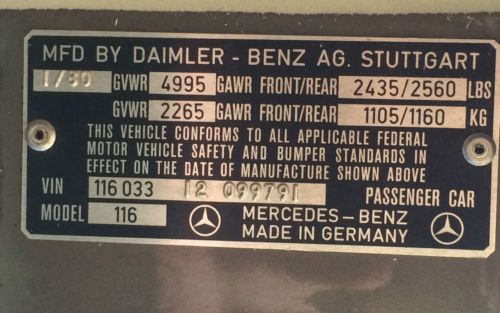 MFD BY DAIMLER - BENZ AG. STUTTGART
1/80 GVWR 4995 GAWR FRONT/REAR 2435/2560 LBS
GVWR 2265 GAWR FRONT/REAR 1105/1160 KG
THIS VEHICLE CONFORMS TO ALL APPLICABLE FEDERAL
MOTOR VEHICLE SAFETY AND BUMPER STANDARDS IN
EFFECT ON THE DATE OF MANUFACTURE SHOWN ABOVE
VIN 116 033 12 099791 PASSENGER CAR
MODEL 116 MERCEDES-BENZ
MADE IN GERMANY